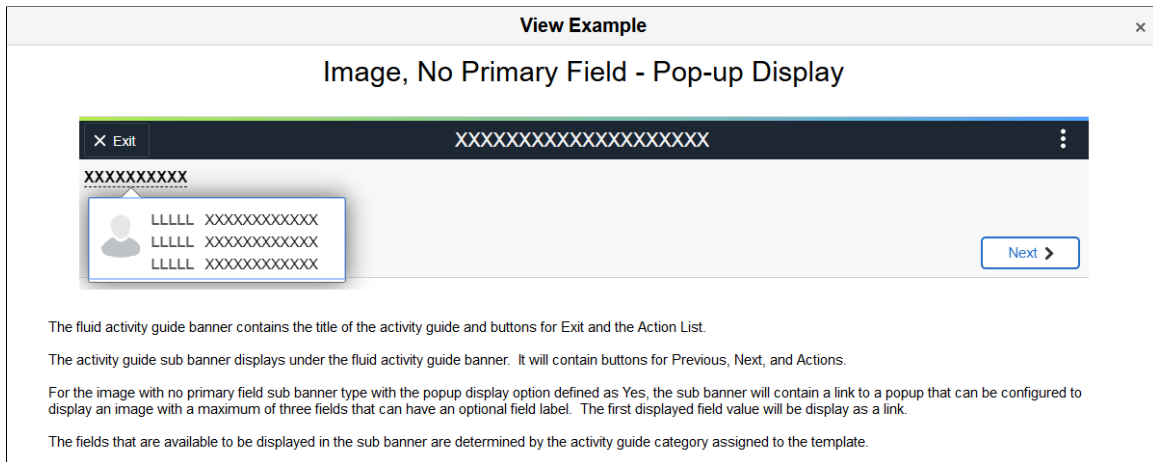 View Example
×
Image, No Primary Field - Pop-up Display
× Exit
XXXXXXXXXXXXXXXXXXXX
XXXXXXXXXX
LLLLL XXXXXXXXXXXX
LLLLL XXXXXXXXXXXX
LLLLL XXXXXXXXXXXX
Next
The fluid activity guide banner contains the title of the activity guide and buttons for Exit and the Action List.
The activity guide sub banner displays under the fluid activity guide banner.  It will contain buttons for Previous, Next, and Actions.
For the image with no primary field sub banner type with the popup display option defined as Yes, the sub banner will contain a link to a popup that can be configured to
display an image with a maximum of three fields that can have an optional field label.  The first displayed field value will be display as a link.
The fields that are available to be displayed in the sub banner are determined by the activity guide category assigned to the template.